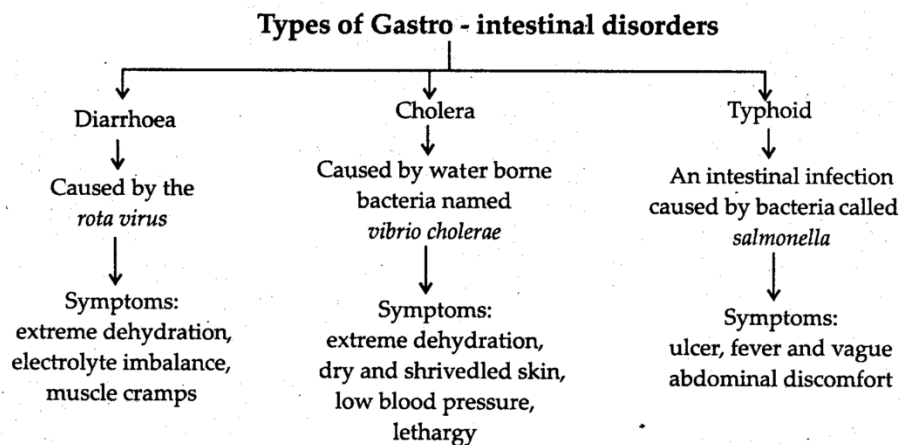 Types of Gastro - intestinal disorders
Diarrhoea
Caused by the
rota virus
Symptoms:
extreme dehydration,
electrolyte imbalance,
muscle cramps
Cholera
Caused by water borne
bacteria named
vibrio cholerae
Symptoms:
extreme dehydration,
dry and shrivedled skin,
low blood pressure,
lethargy
Typhoid
An intestinal infection
caused by bacteria called
salmonella
Symptoms:
ulcer, fever and vague
abdominal discomfort